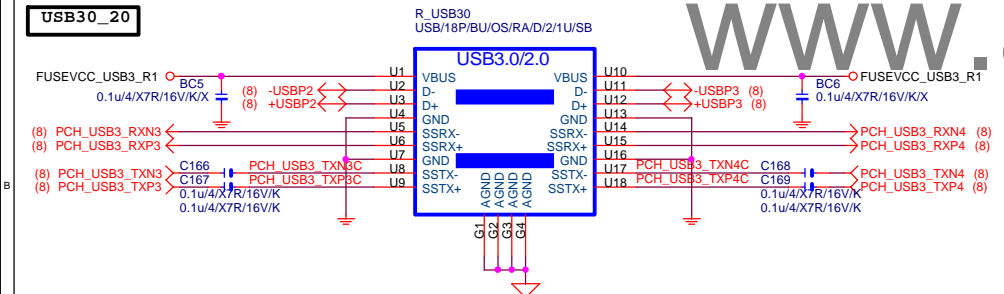 USB30_20
R_USB30
USB/18P/BU/OS/RA/D/2/1U/SB
WWW.
USB3.0/2.0
FUSEVCC_USB3_R1
BC5
0.1u/4/X7R/16V/K/X
U1 VBUS
VBUS U10
FUSEVCC_USB3_R1
BC6
0.1u/4/X7R/16V/K/X
(8) -USBP2 U2 D-
D- U11 -USBP3 (8)
(8) +USBP2 U3 D+
D+ U12 +USBP3 (8)
U4 GND
GND U13
(8) PCH_USB3_RXN3 U5 SSRX-
SSRX- U14 PCH_USB3_RXN4 (8)
(8) PCH_USB3_RXP3 U6 SSRX+
SSRX+ U15 PCH_USB3_RXP4 (8)
U7 GND
GND U16
(8) PCH_USB3_TXN3 C166 PCH_USB3_TXN3C U8 SSTX-
SSTX- U17 PCH_USB3_TXN4C C168 PCH_USB3_TXN4 (8)
(8) PCH_USB3_TXP3 C167 PCH_USB3_TXP3C U9 SSTX+
SSTX+ U18 PCH_USB3_TXP4C C169 PCH_USB3_TXP4 (8)
0.1u/4/X7R/16V/K
0.1u/4/X7R/16V/K
0.1u/4/X7R/16V/K
0.1u/4/X7R/16V/K
AGND AGND AGND AGND
G1 G2 G3 G4
B